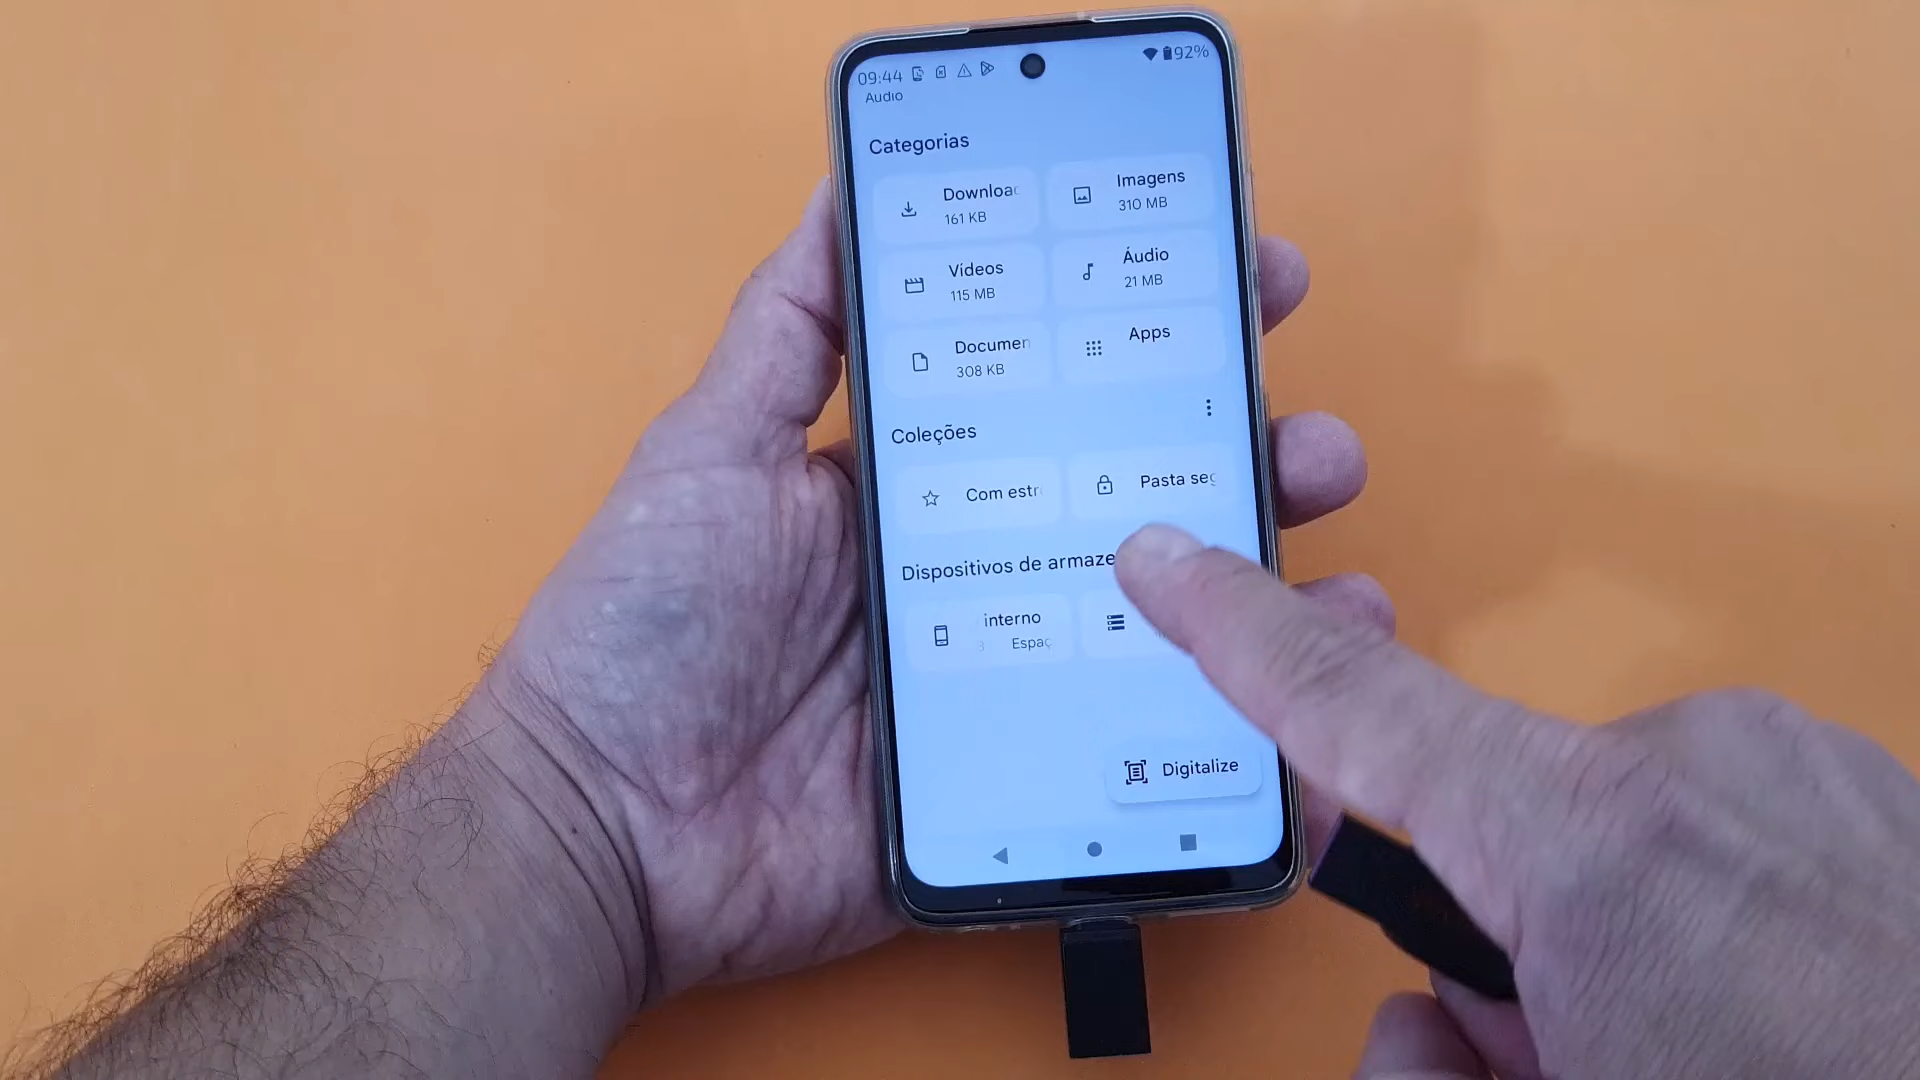 09:44
92%
Audio
Categorias
Downloa
161 KB
Imagens
310 MB
Vídeos
115 MB
Áudio
21 MB
Documen
308 KB
Apps
Coleções
Com estr
Pasta seg
Dispositivos de armaze
interno
Espaç
Digitalize